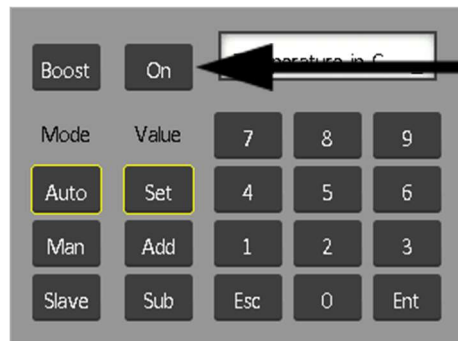 Boost On
Mode Value 7 8 9
Auto Set 4 5 6
Man Add 1 2 3
Slave Sub Esc 0 Ent